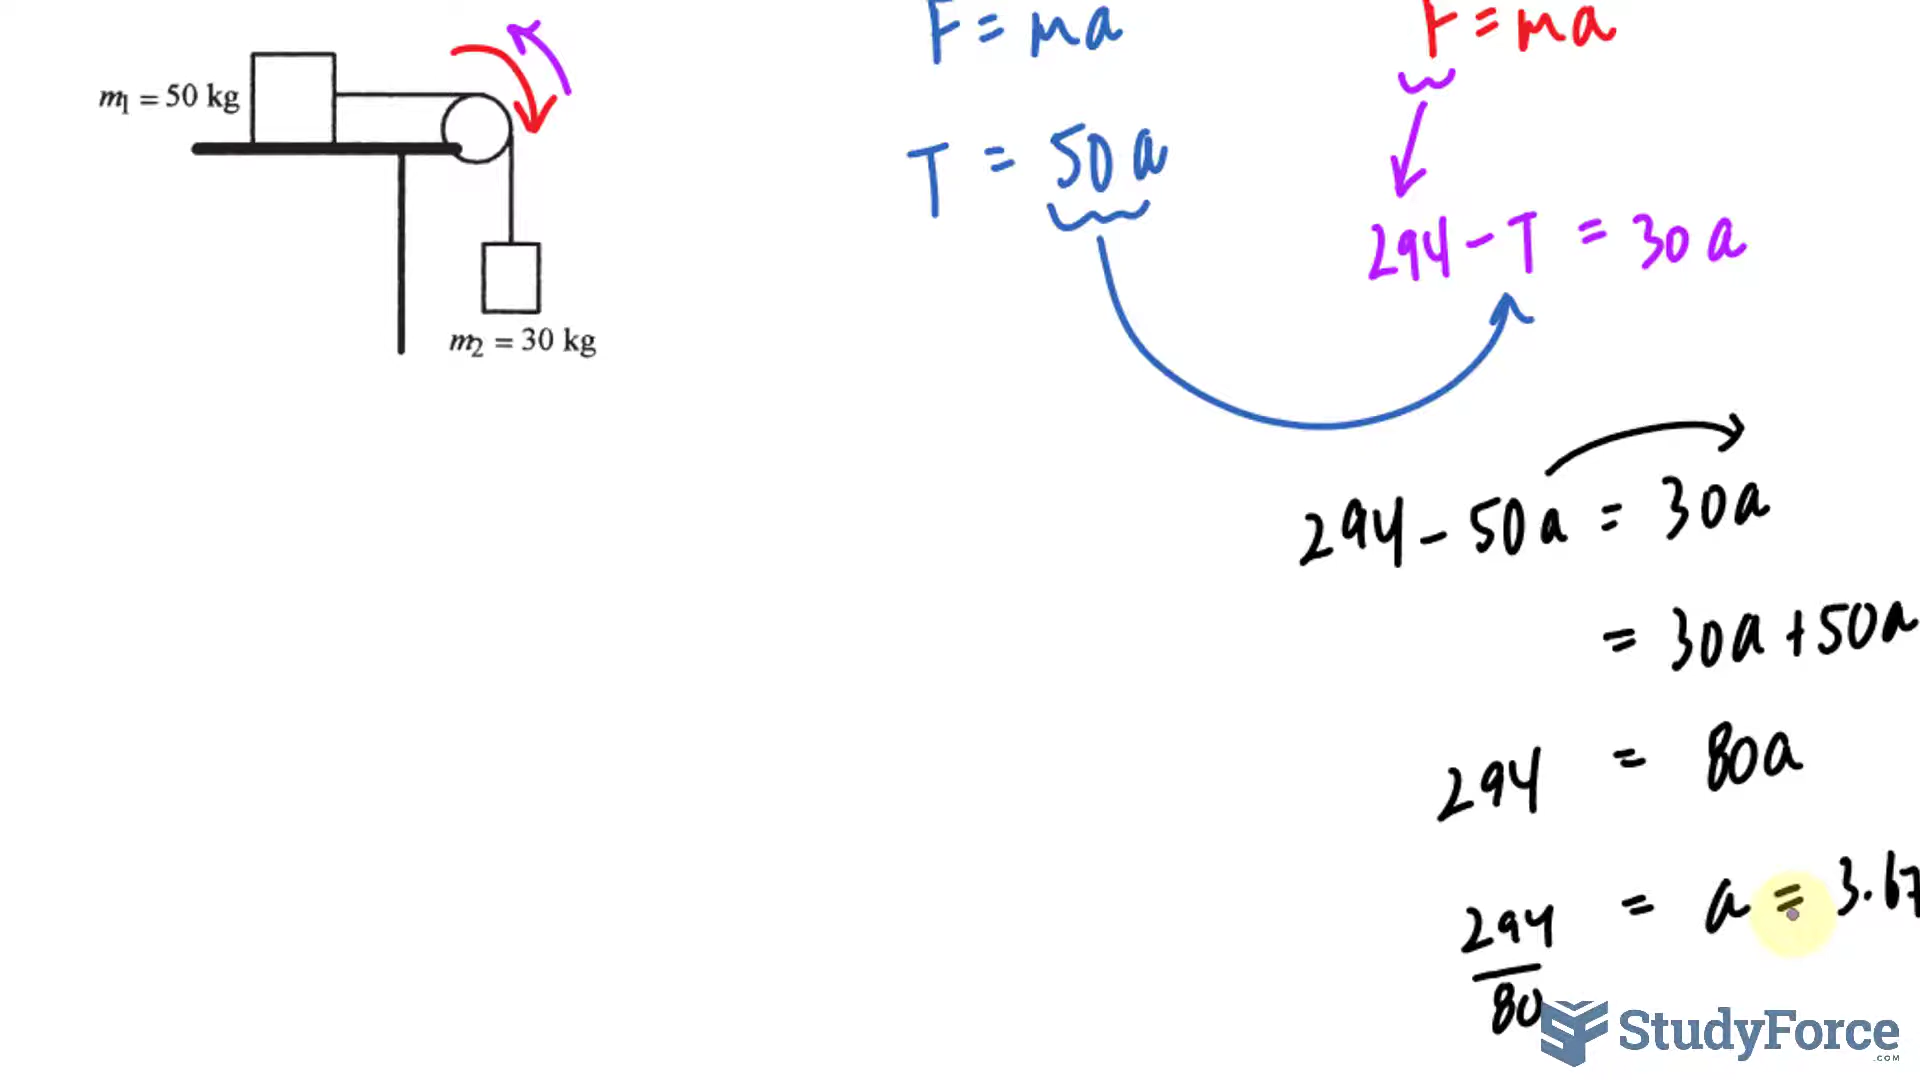 m₁ = 50 kg
m₂ = 30 kg
F = ma
T = 50a
F = ma
294 - T = 30a
294 - 50a = 30a
= 30a + 50a
294 = 80a
294/80 = a = 3.67
StudyForce
.COM